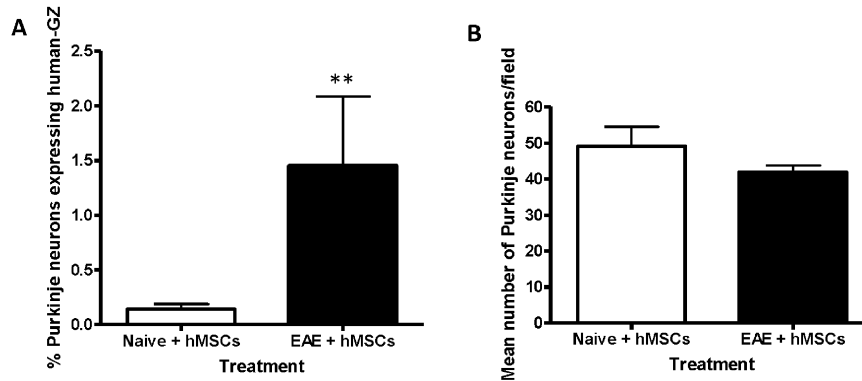 A
% Purkinje neurons expressing human-GZ
2.5
2.0
1.5
1.0
0.5
0.0
**
Naive + hMSCs
EAE + hMSCs
Treatment
B
Mean number of Purkinje neurons/field
60
50
40
30
20
10
0
Naive + hMSCs
EAE + hMSCs
Treatment